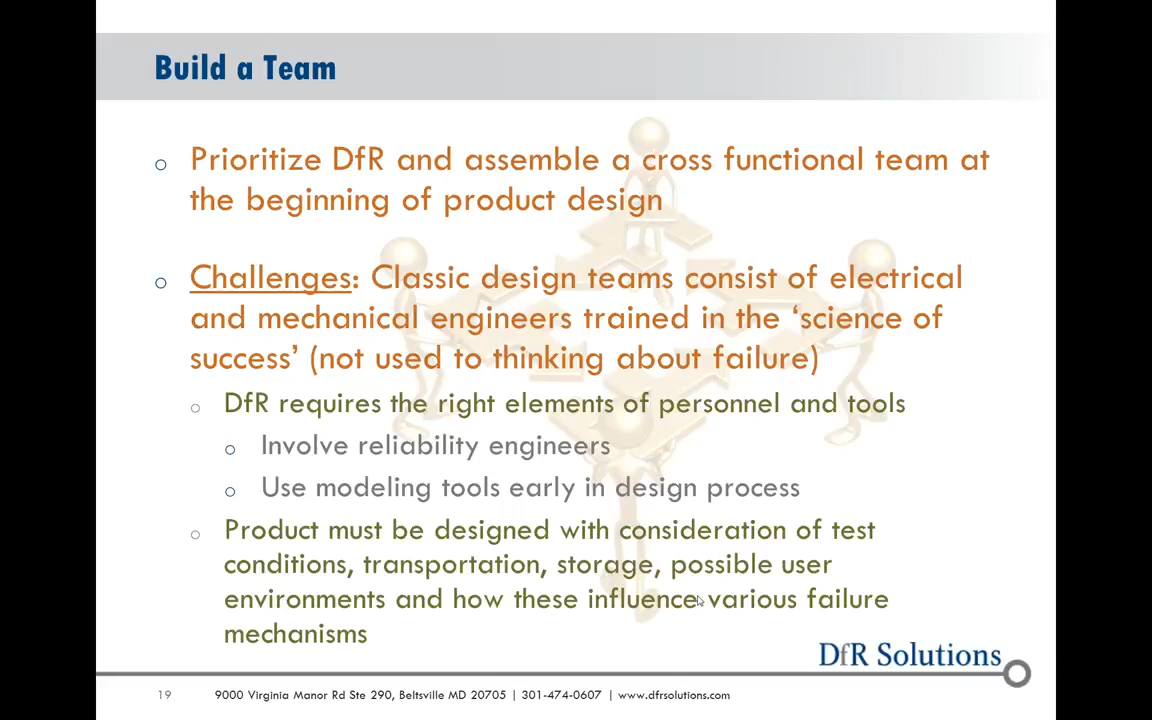 Build a Team
o Prioritize DfR and assemble a cross functional team at
the beginning of product design
o Challenges: Classic design teams consist of electrical
and mechanical engineers trained in the ‘science of
success’ (not used to thinking about failure)
o DfR requires the right elements of personnel and tools
o Involve reliability engineers
o Use modeling tools early in design process
o Product must be designed with consideration of test
conditions, transportation, storage, possible user
environments and how these influence various failure
mechanisms
DfR Solutions
19 9000 Virginia Manor Rd Ste 290, Beltsville MD 20705 | 301-474-0607 | www.dfrsolutions.com